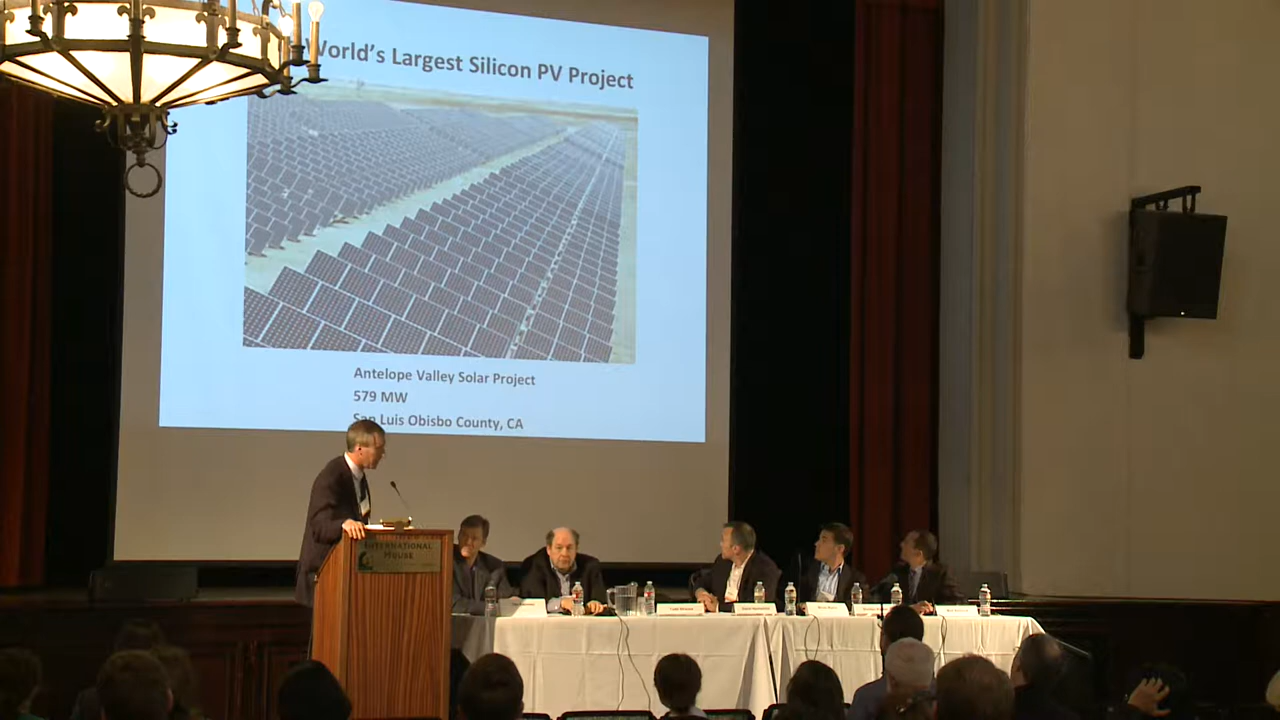 World's Largest Silicon PV Project
Antelope Valley Solar Project
579 MW
San Luis Obisbo County, CA
INTERNATIONAL
HOUSE